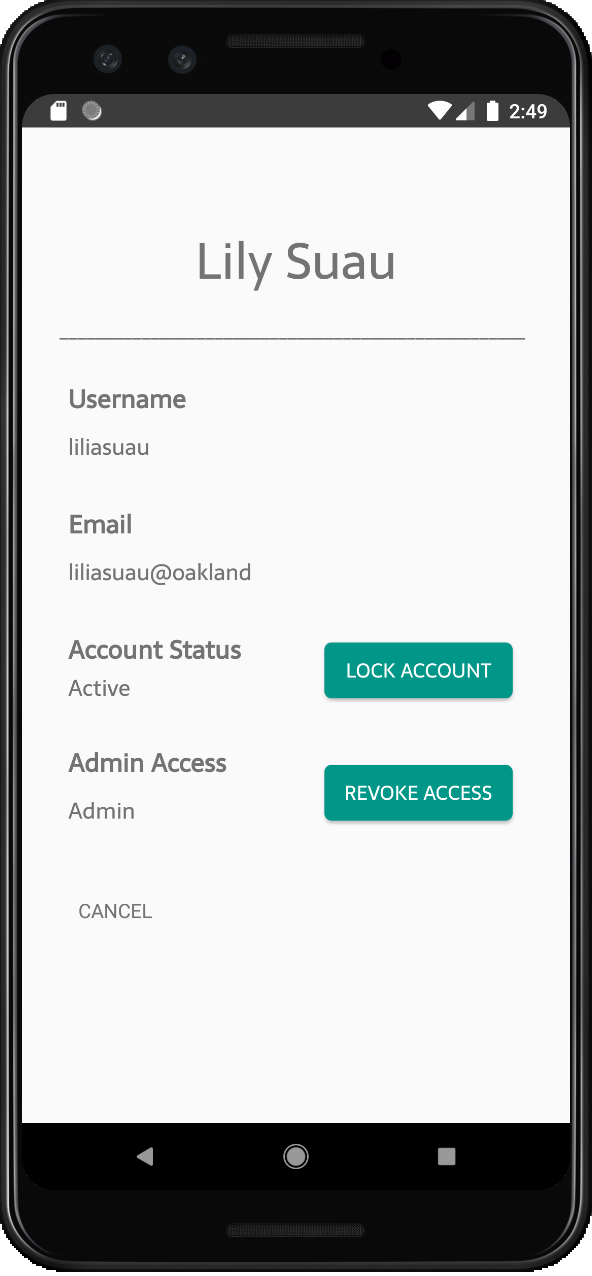 2:49
Lily Suau
Username
liliasuau
Email
liliasuau@oakland
Account Status
Active
LOCK ACCOUNT
Admin Access
Admin
REVOKE ACCESS
CANCEL